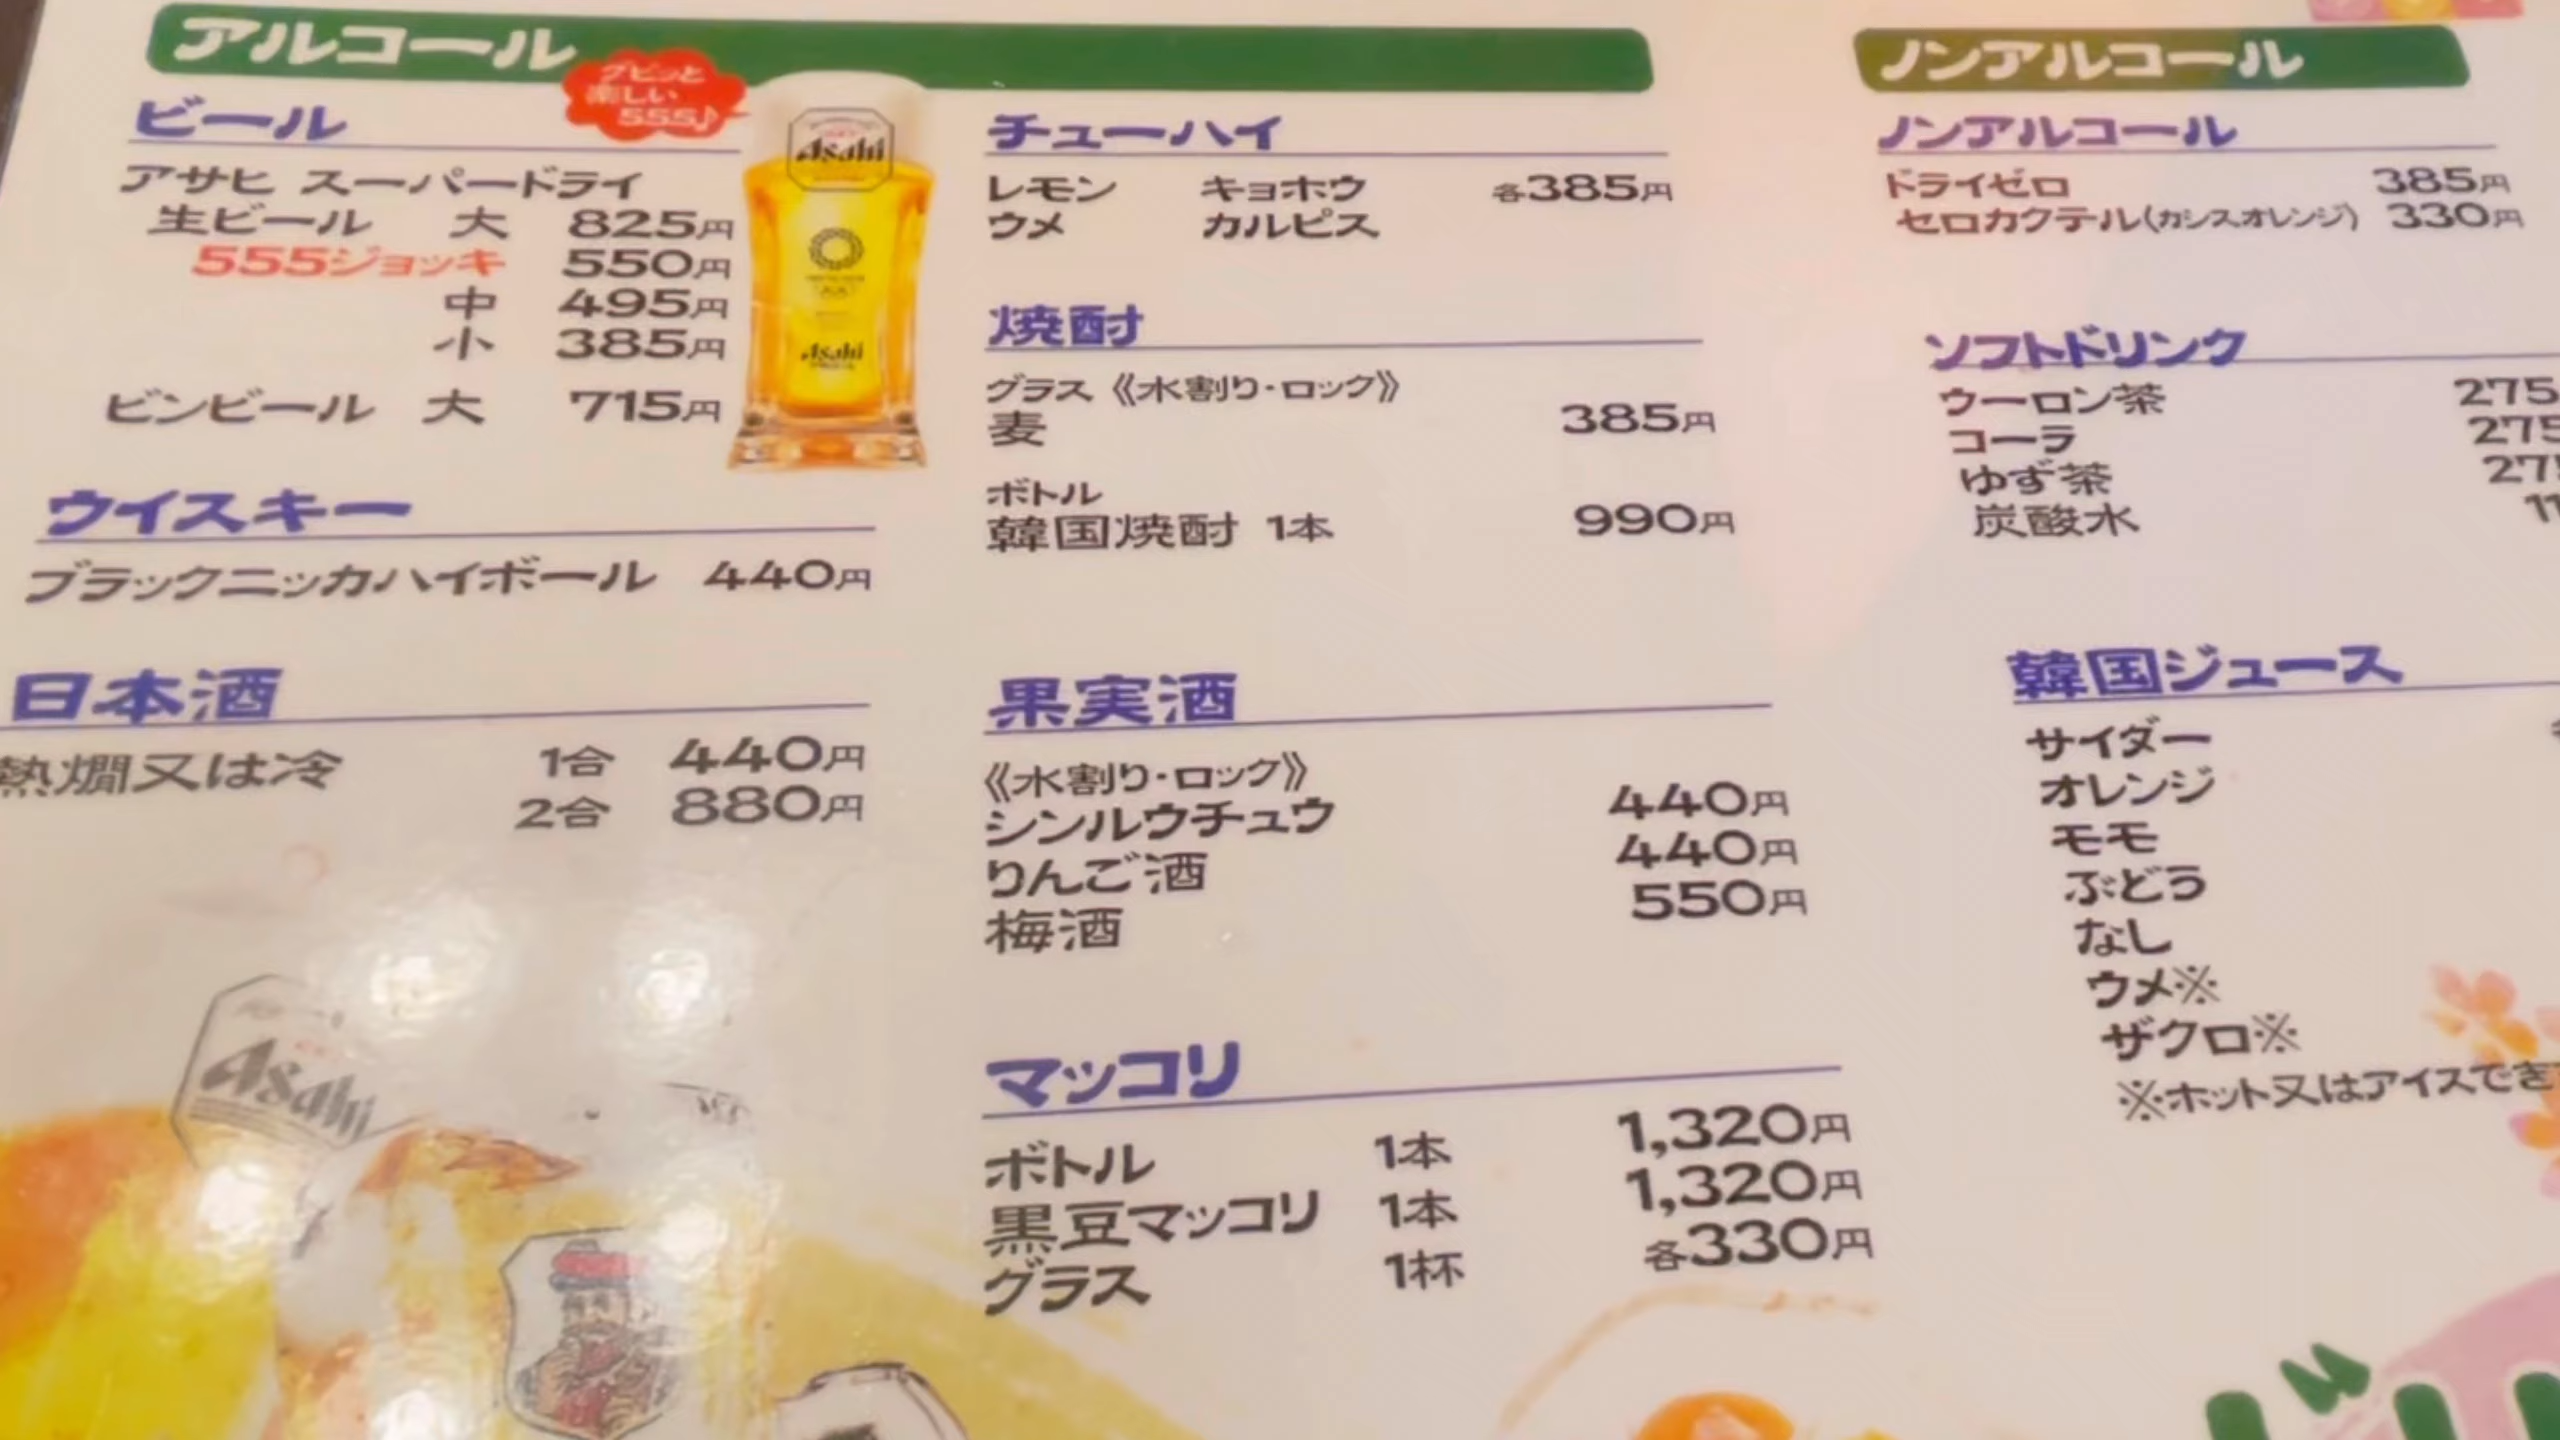 アルコール
グビッと
楽しい
555♪
ビール
アサヒ スーパードライ
生ビール 大 825円
555ジョッキ 550円
中 495円
小 385円
ビンビール 大 715円
Asahi
Asahi
ウイスキー
ブラックニッカハイボール 440円
日本酒
熱燗又は冷 1合 440円
2合 880円
Asahi
チューハイ
レモン キョホウ 各385円
ウメ カルピス
焼酎
グラス《水割り・ロック》
麦 385円
ボトル
韓国焼酎 1本 990円
果実酒
《水割り・ロック》
シンルウチュウ 440円
りんご酒 440円
梅酒 550円
マッコリ
ボトル 1本 1,320円
黒豆マッコリ 1本 1,320円
グラス 1杯 各330円
ノンアルコール
ノンアルコール
ドライゼロ 385円
ゼロカクテル(カシスオレンジ) 330円
ソフトドリンク
ウーロン茶 275
コーラ 275
ゆず茶 27
炭酸水 11
韓国ジュース
サイダー
オレンジ
モモ
ぶどう
なし
ウメ※
ザクロ※
※ホット又はアイスでき